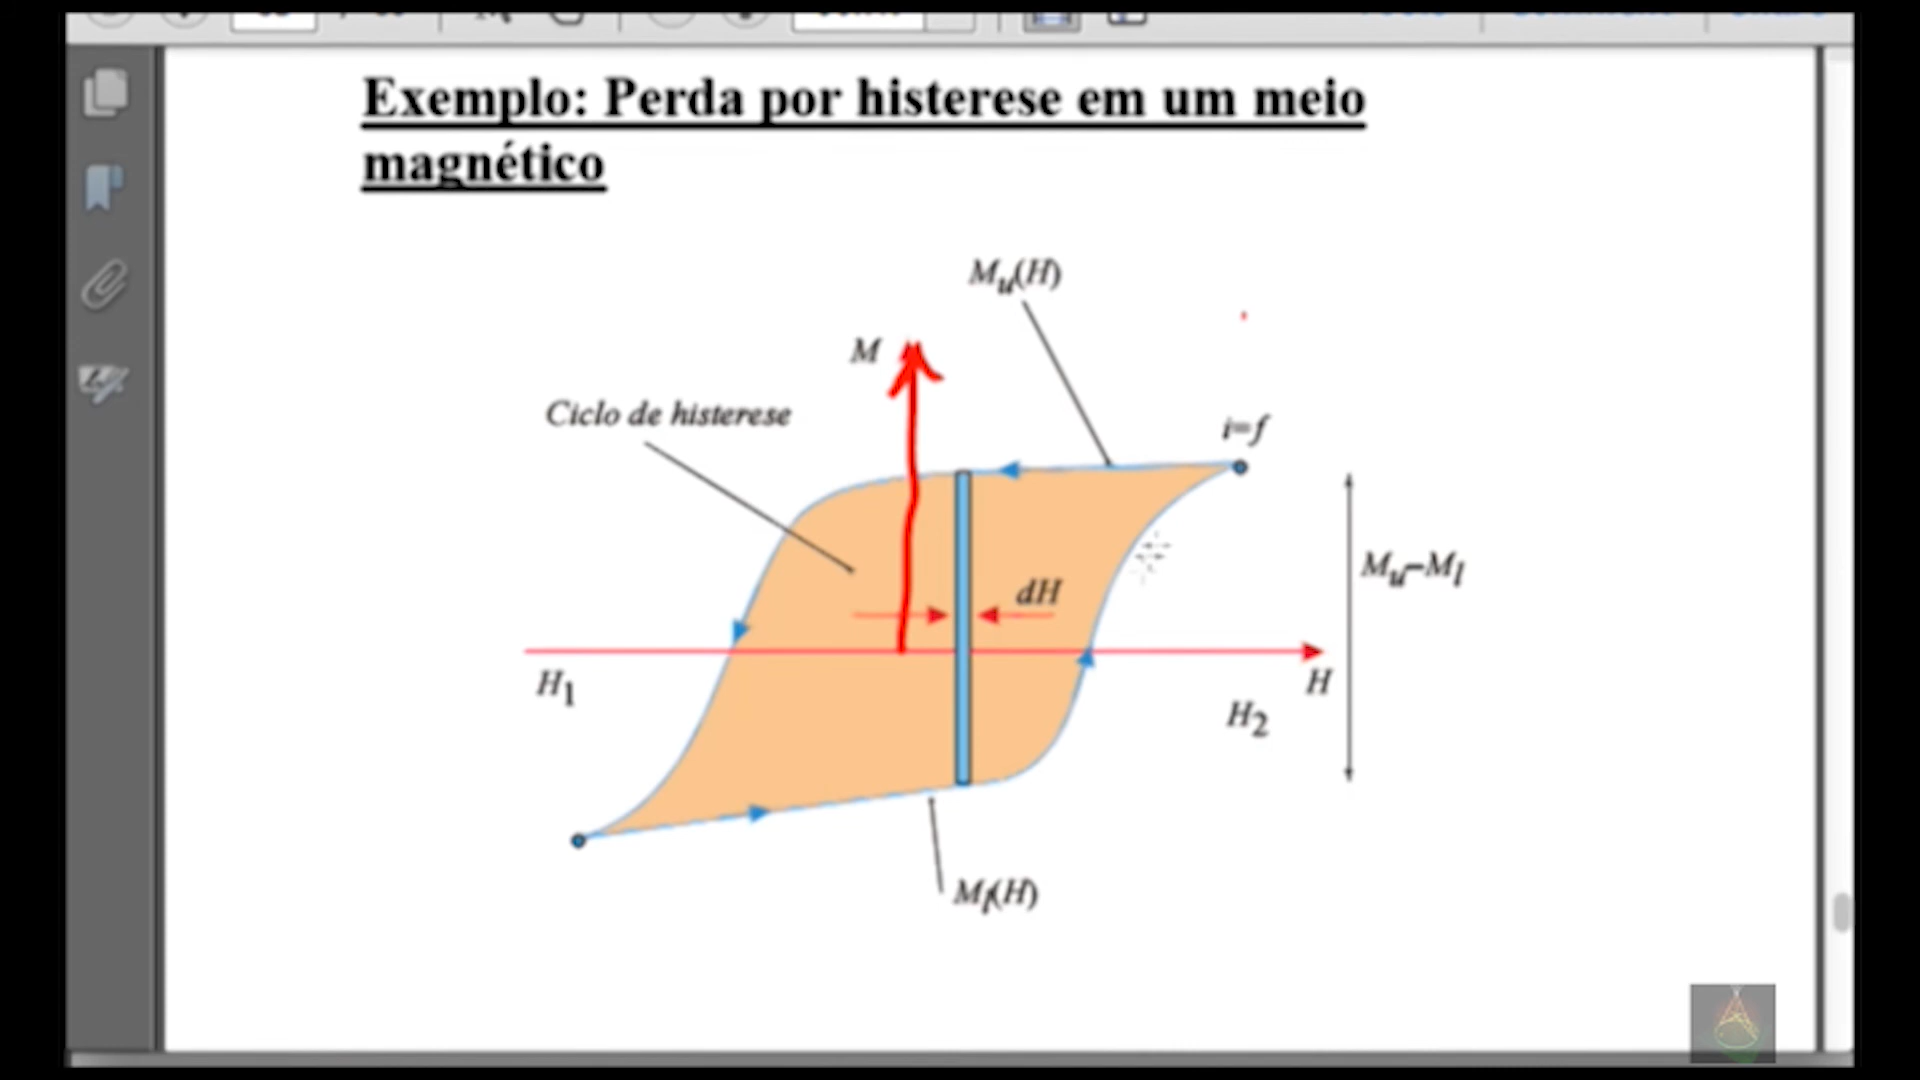 Exemplo: Perda por histerese em um meio
magnético
Mu(H)
M
Ciclo de histerese
i=f
Mu−Ml
dH
H1
H
H2
Ml(H)